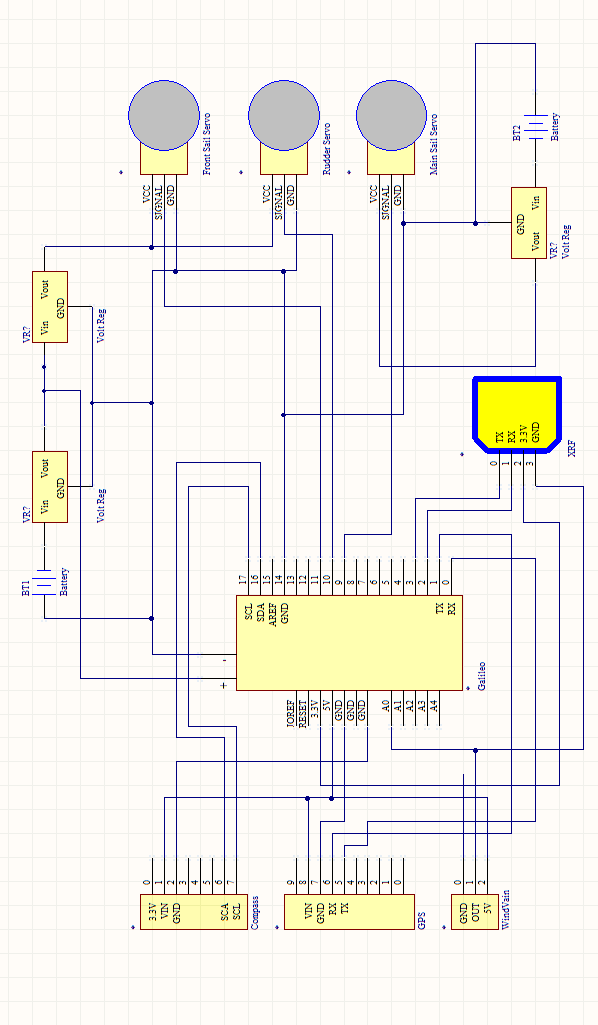 Front Sail Servo
VCC
SIGNAL
GND
*
Rudder Servo
VCC
SIGNAL
GND
*
Main Sail Servo
VCC
SIGNAL
GND
*
BT2
Battery
GND
Vin
Vout
VR?
Volt Reg
Vout
GND
Vin
VR?
Volt Reg
Vout
GND
Vin
VR?
Volt Reg
BT1
Battery
TX
RX
3.3V
GND
0
1
2
3
XRF
*
17
16
15
14
13
12
11
10
9
8
7
6
5
4
3
2
1
0
SCL
SDA
AREF
GND
TX
RX
-
+
Galileo
*
IOREF
RESET
3.3V
5V
GND
GND
GND
A0
A1
A2
A3
A4
0
1
2
3
4
5
6
7
3.3V
VIN
GND
SCA
SCL
Compass
*
9
8
7
6
5
4
3
2
1
0
VIN
GND
RX
TX
GPS
*
0
1
2
GND
OUT
5V
WindVain
*